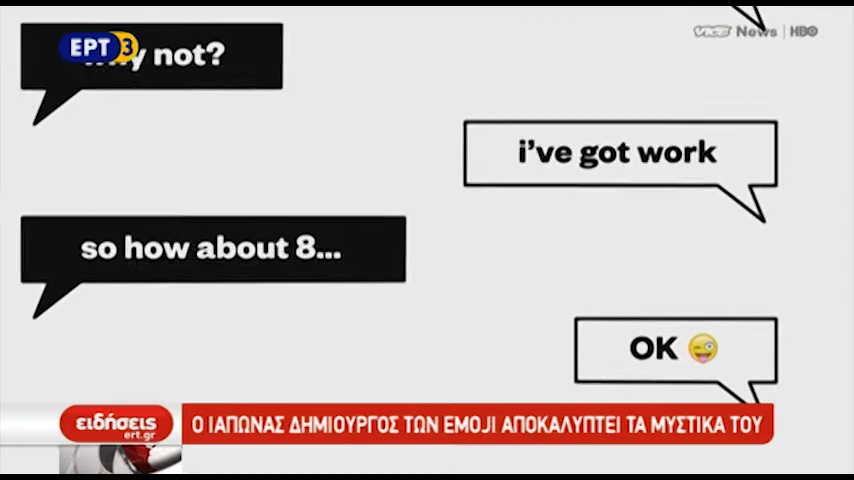 ΕΡΤ3
not?
VICE News | HBO
i've got work
so how about 8...
OK 😜
ειδήσεις
ert.gr
Ο ΙΑΠΩΝΑΣ ΔΗΜΙΟΥΡΓΟΣ ΤΩΝ EMOJI ΑΠΟΚΑΛΥΠΤΕΙ ΤΑ ΜΥΣΤΙΚΑ ΤΟΥ